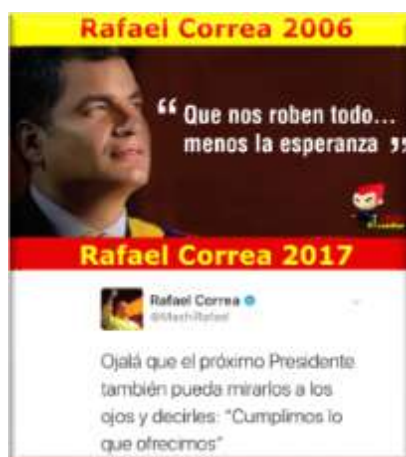 Rafael Correa 2006
“ Que nos roben todo...
menos la esperanza ”
Rafael Correa 2017
Rafael Correa
@MashiRafael
Ojalá que el próximo Presidente
también pueda mirarlos a los
ojos y decirles: "Cumplimos lo
que ofrecimos"